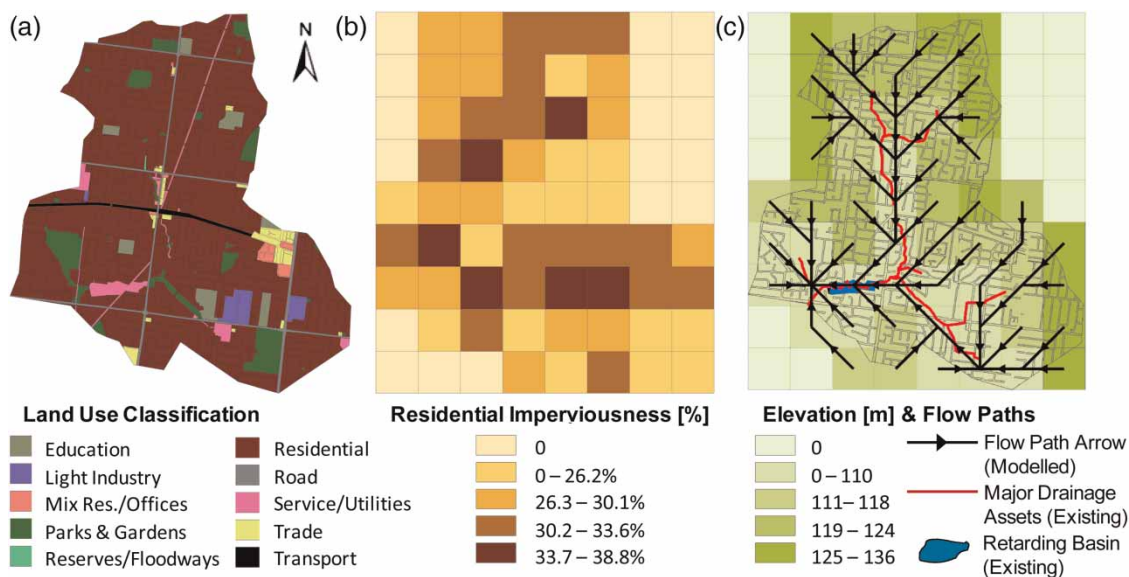 (a)
N
(b)
(c)
Land Use Classification
Education
Light Industry
Mix Res./Offices
Parks & Gardens
Reserves/Floodways
Residential
Road
Service/Utilities
Trade
Transport
Residential Imperviousness [%]
0
0 – 26.2%
26.3 – 30.1%
30.2 – 33.6%
33.7 – 38.8%
Elevation [m] & Flow Paths
0
0 –110
111– 118
119 – 124
125 – 136
Flow Path Arrow
(Modelled)
Major Drainage
Assets (Existing)
Retarding Basin
(Existing)